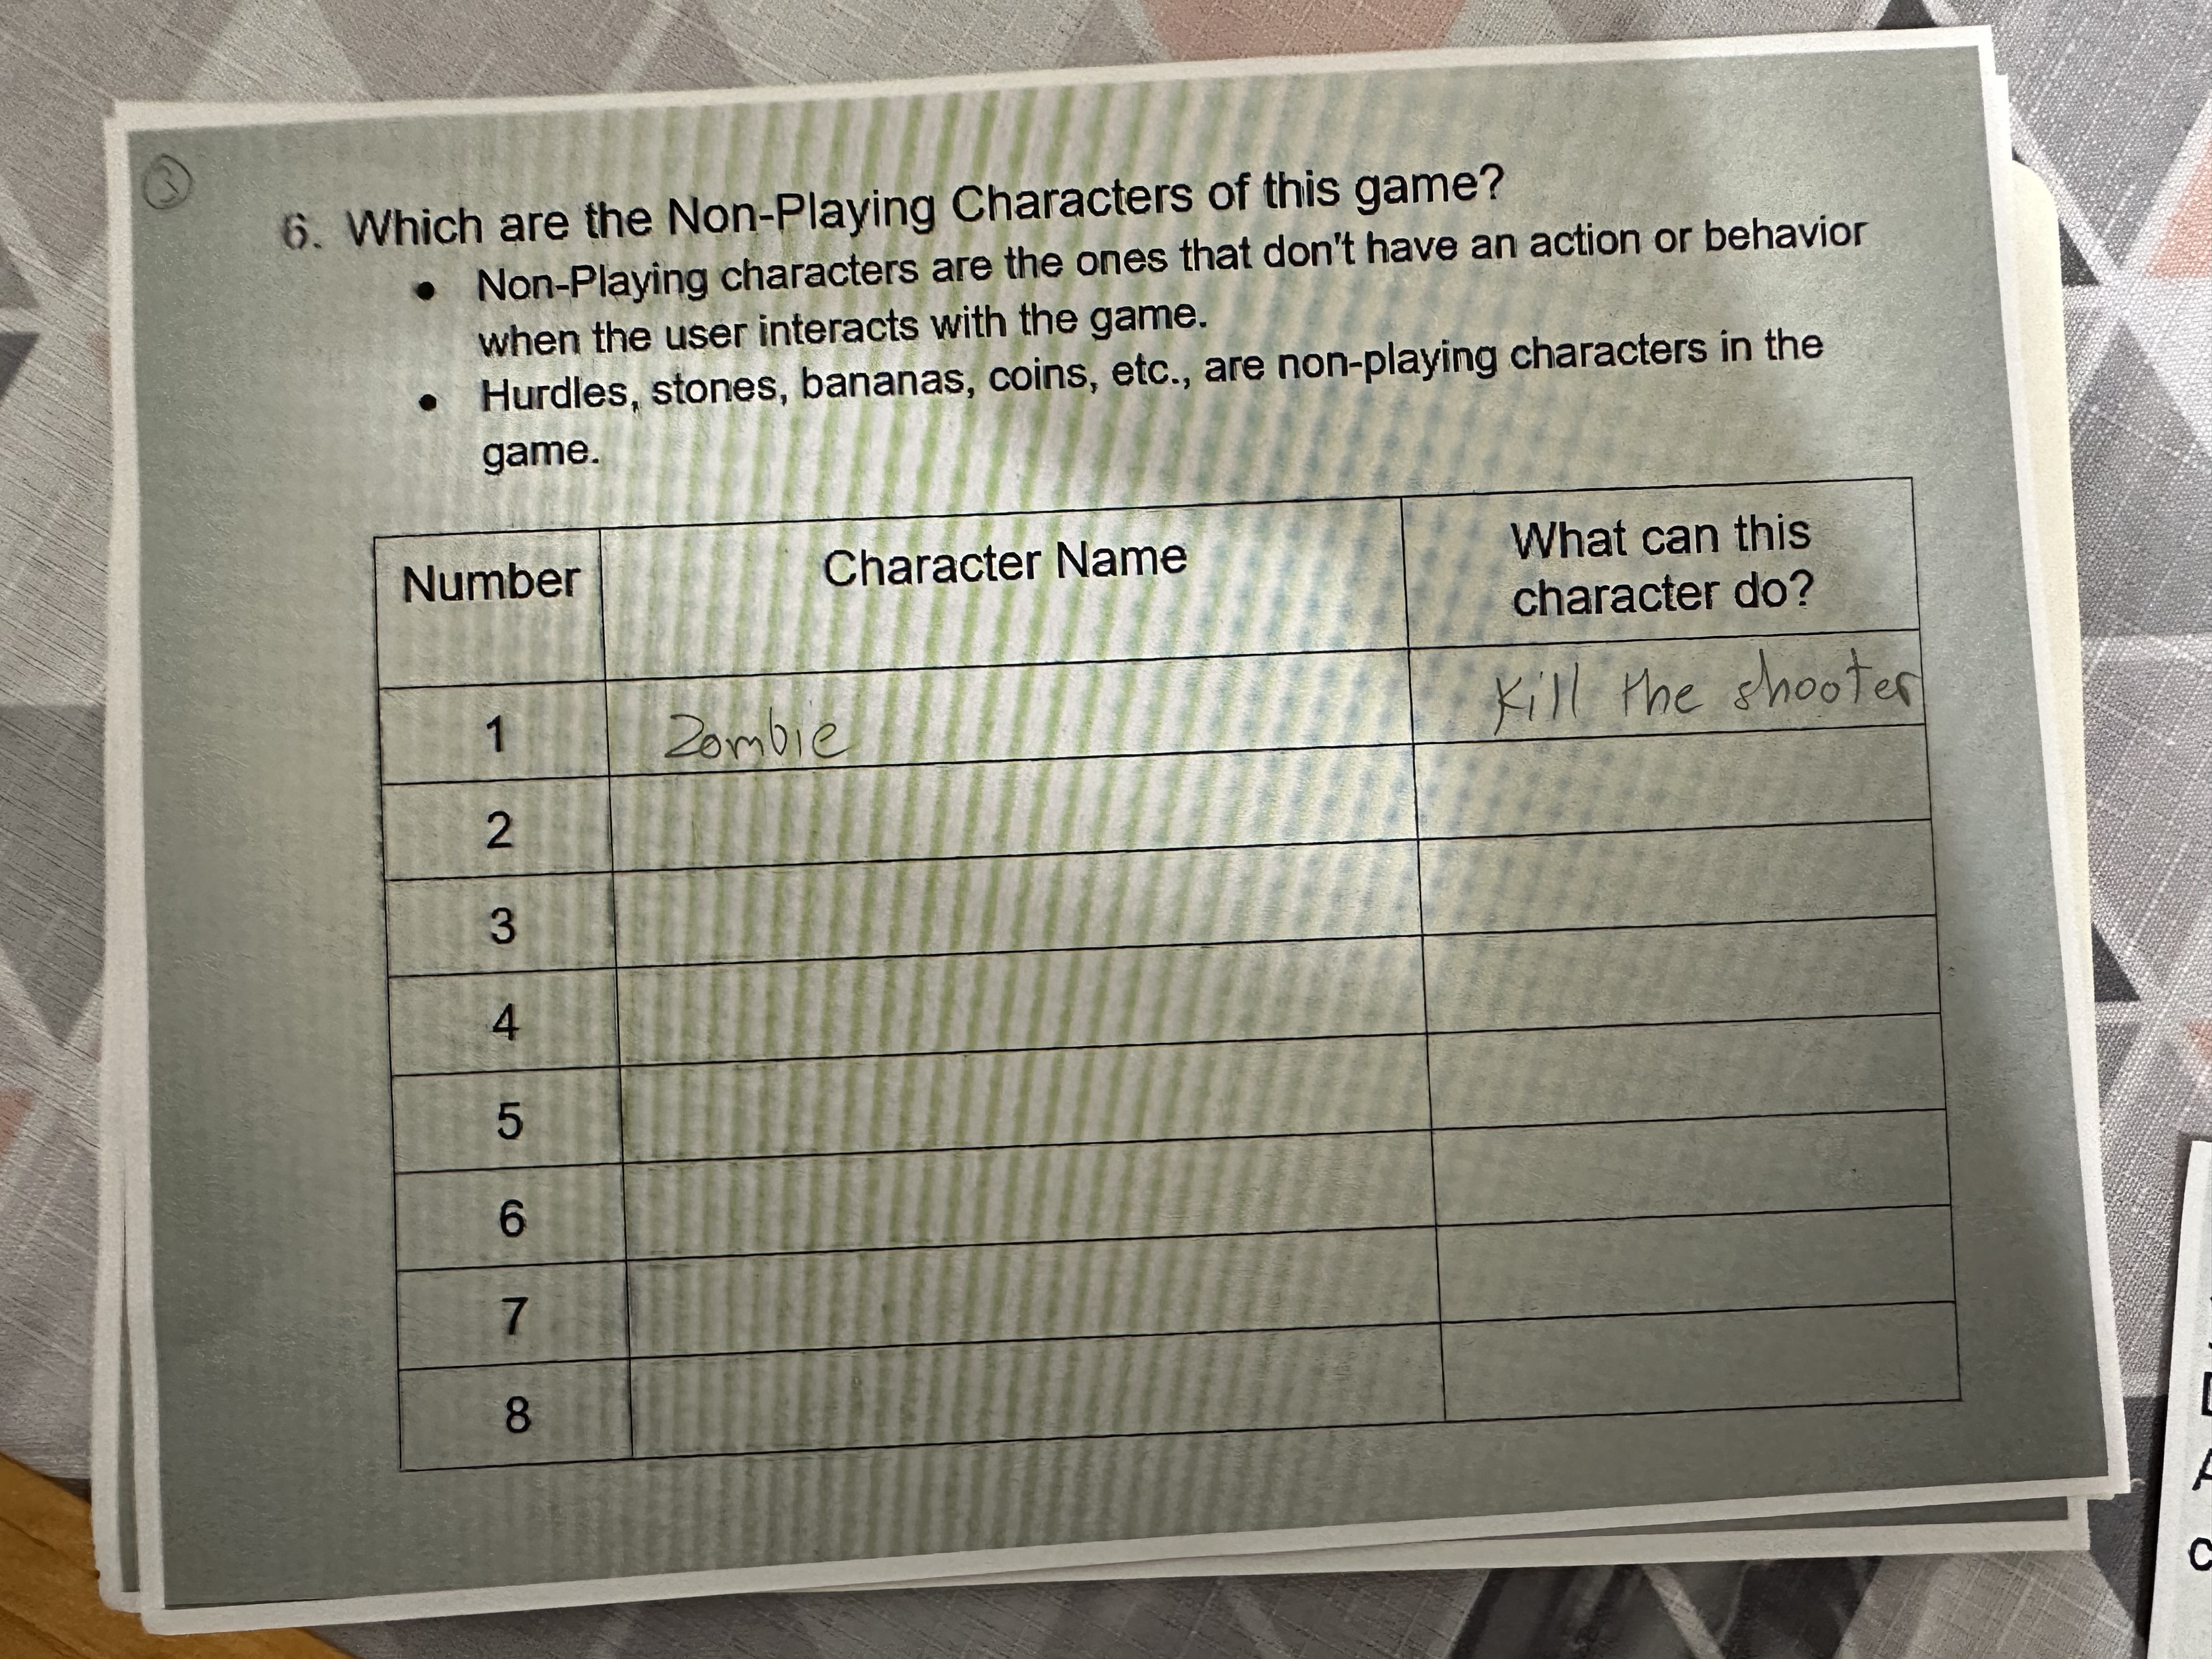 6. Which are the Non-Playing Characters of this game?
• Non-Playing characters are the ones that don't have an action or behavior
when the user interacts with the game.
• Hurdles, stones, bananas, coins, etc., are non-playing characters in the
game.
Number Character Name What can this character do?
1 Zombie Kill the shooter
2
3
4
5
6
7
8